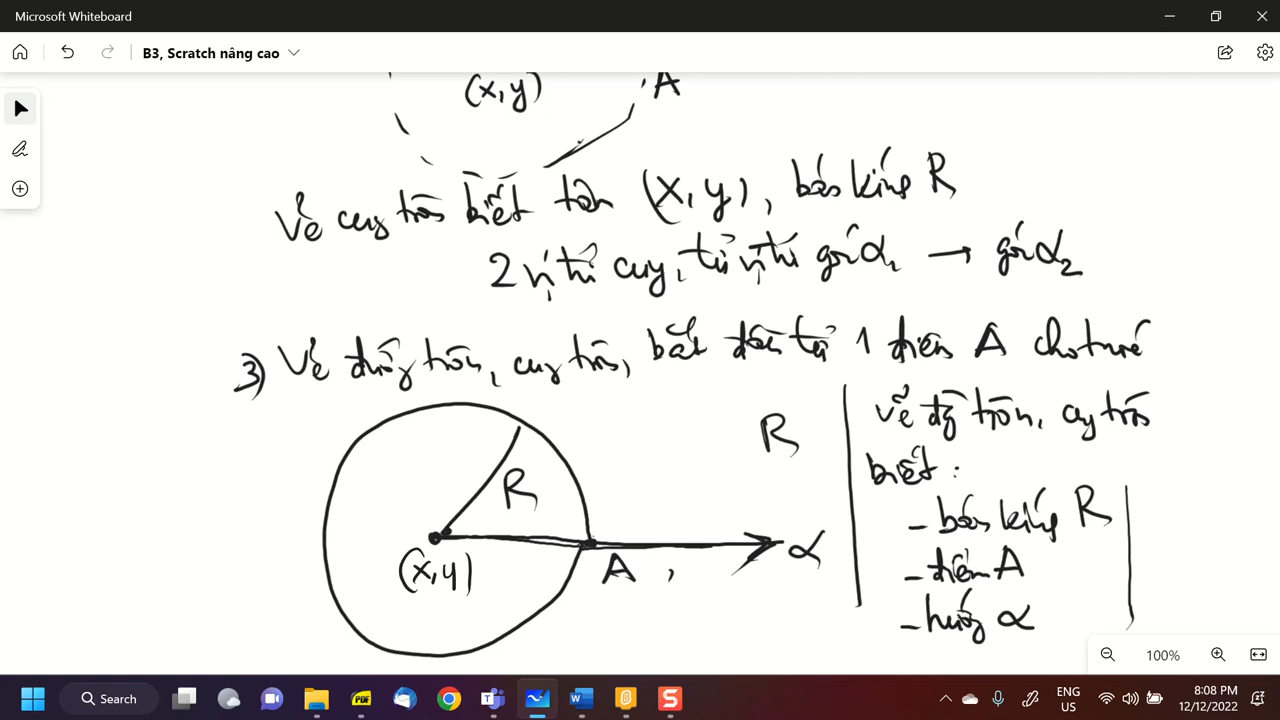 Microsoft Whiteboard
B3, Scratch nâng cao
(x,y)
A
Vẽ cung tròn biết tâm (X,y), bán kính R
2 vị trí cung, từ vị trí góc α1 → góc α2
3) Vẽ đường tròn, cung tròn, bắt đầu từ 1 điểm A cho trước
R
R
(x,y)
A,
α
vẽ đg tròn, cung tròn
biết:
- bán kính R
- điểm A
- hướng α
100%
Search
ENG
US
8:08 PM
12/12/2022